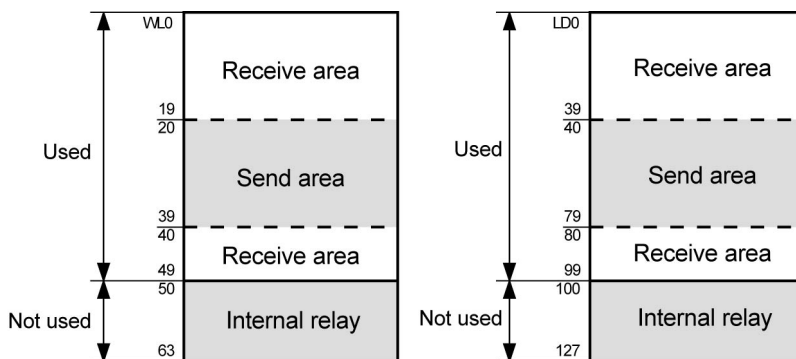 WL0
Receive area
19
20
Used
Send area
39
40
Receive area
49
50
Not used
Internal relay
63
LD0
Receive area
39
40
Used
Send area
79
80
Receive area
99
100
Not used
Internal relay
127